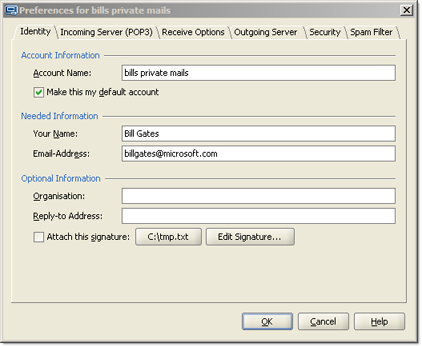 Preferences for bills private mails
Identity Incoming Server (POP3) Receive Options Outgoing Server Security Spam Filter
Account Information
Account Name: bills private mails
Make this my default account
Needed Information
Your Name: Bill Gates
Email-Address: billgates@microsoft.com
Optional Information
Organisation:
Reply-to Address:
Attach this signature: C:\tmp.txt Edit Signature...
OK Cancel Help